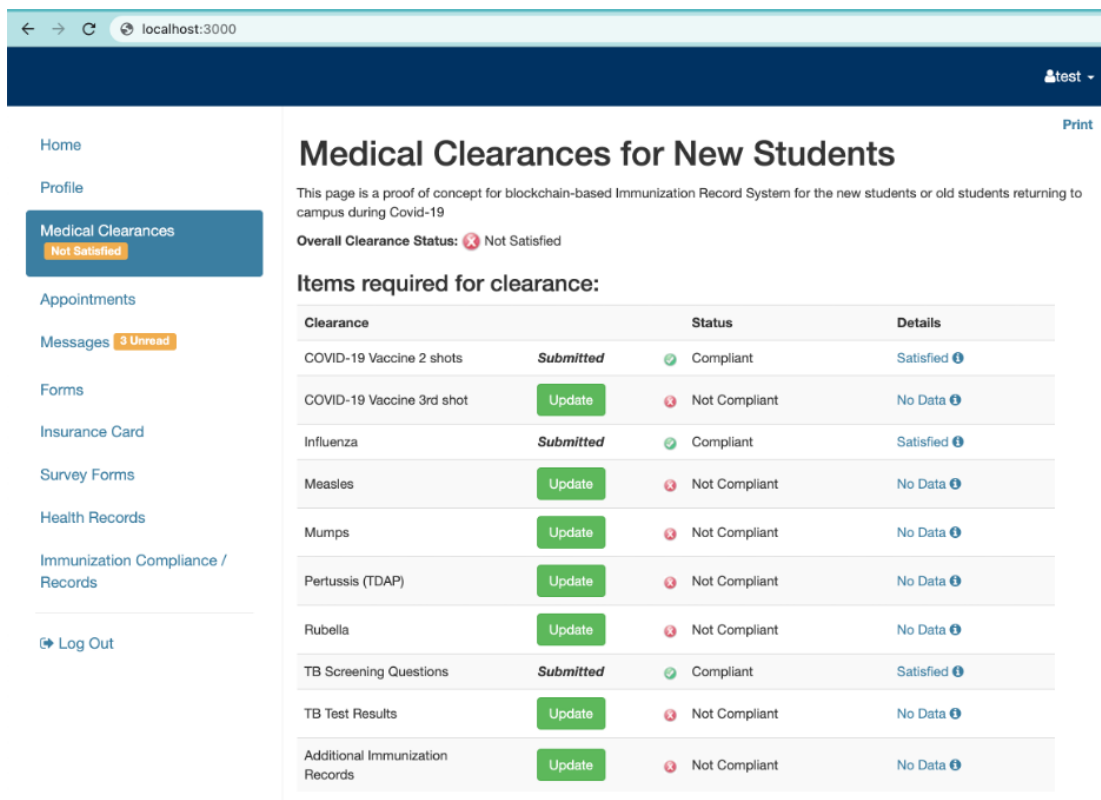 localhost:3000
test
Print
Home
Profile
Medical Clearances
Not Satisfied
Appointments
Messages 3 Unread
Forms
Insurance Card
Survey Forms
Health Records
Immunization Compliance /
Records
Log Out
Medical Clearances for New Students
This page is a proof of concept for blockchain-based Immunization Record System for the new students or old students returning to
campus during Covid-19
Overall Clearance Status: Not Satisfied
Items required for clearance:
Clearance Status Details
COVID-19 Vaccine 2 shots Submitted Compliant Satisfied
COVID-19 Vaccine 3rd shot Update Not Compliant No Data
Influenza Submitted Compliant Satisfied
Measles Update Not Compliant No Data
Mumps Update Not Compliant No Data
Pertussis (TDAP) Update Not Compliant No Data
Rubella Update Not Compliant No Data
TB Screening Questions Submitted Compliant Satisfied
TB Test Results Update Not Compliant No Data
Additional Immunization
Records Update Not Compliant No Data